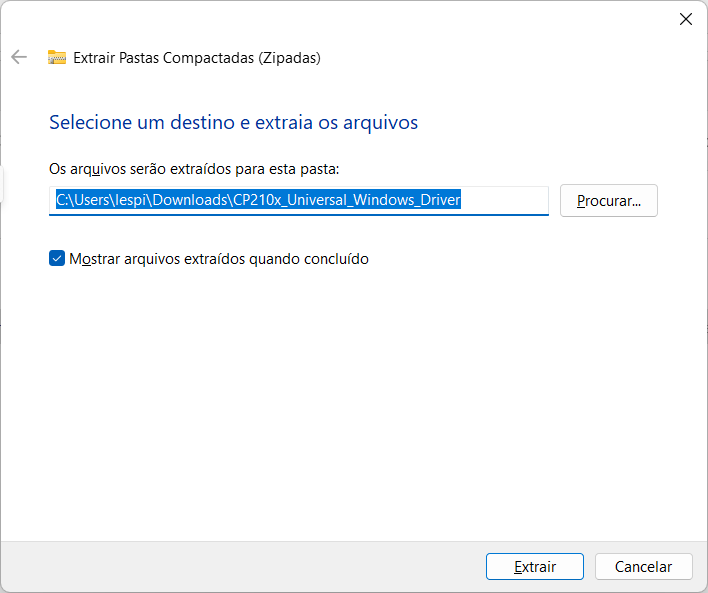 Extrair Pastas Compactadas (Zipadas)
Selecione um destino e extraia os arquivos
Os arquivos serão extraídos para esta pasta:
C:\Users\lespi\Downloads\CP210x_Universal_Windows_Driver
Procurar...
Mostrar arquivos extraídos quando concluído
Extrair
Cancelar